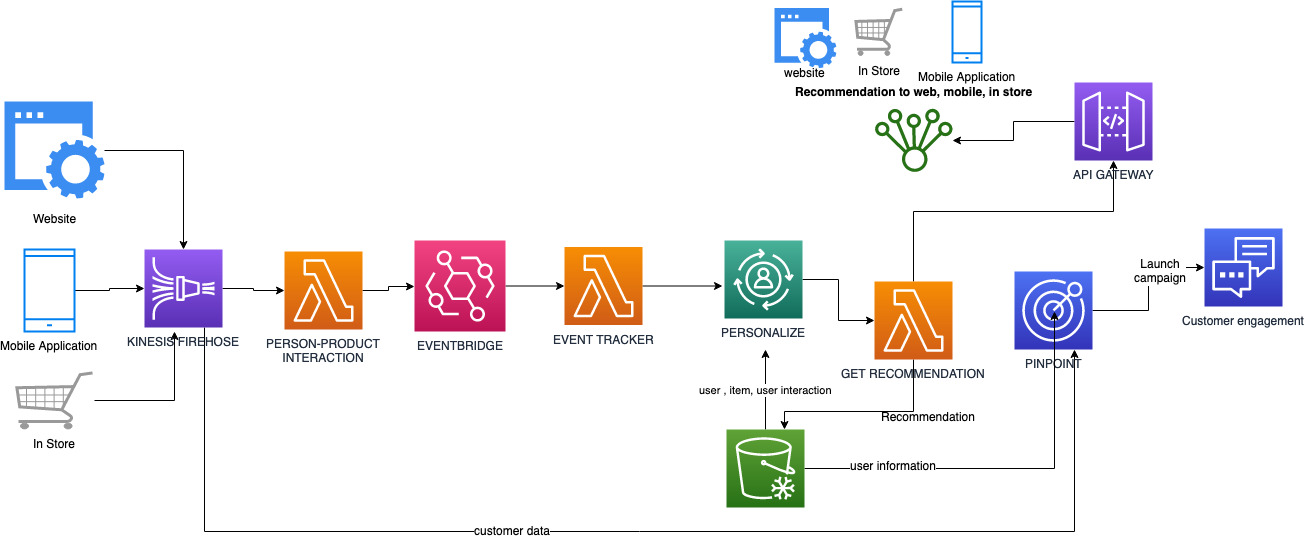 website
In Store
Mobile Application
Recommendation to web, mobile, in store
</>
API GATEWAY
Website
Launch
campaign
Customer engagement
Mobile Application
KINESIS FIREHOSE
PERSON-PRODUCT
INTERACTION
EVENTBRIDGE
EVENT TRACKER
PERSONALIZE
GET RECOMMENDATION
PINPOINT
user , item, user interaction
Recommendation
In Store
user information
customer data